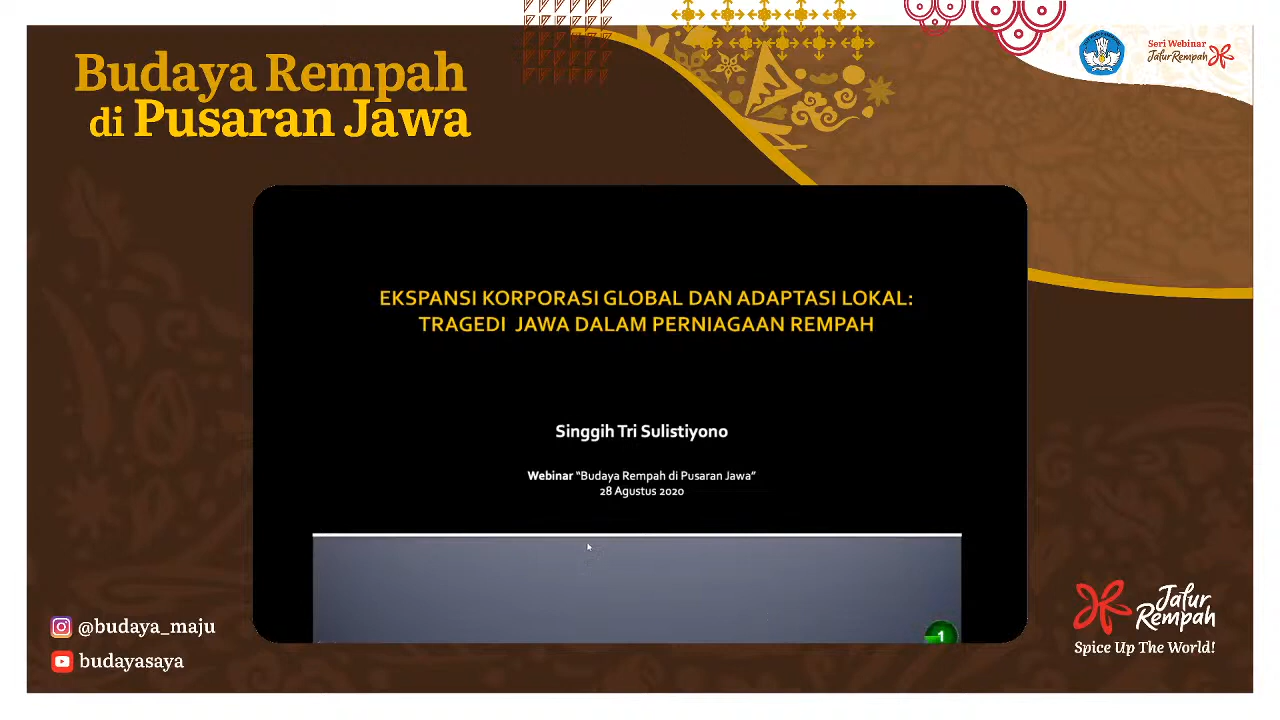 Budaya Rempah
di Pusaran Jawa
Seri Webinar
Jalur Rempah
EKSPANSI KORPORASI GLOBAL DAN ADAPTASI LOKAL:
TRAGEDI JAWA DALAM PERNIAGAAN REMPAH
Singgih Tri Sulistiyono
Webinar “Budaya Rempah di Pusaran Jawa”
28 Agustus 2020
1
@budaya_maju
budayasaya
Jalur
Rempah
Spice Up The World!